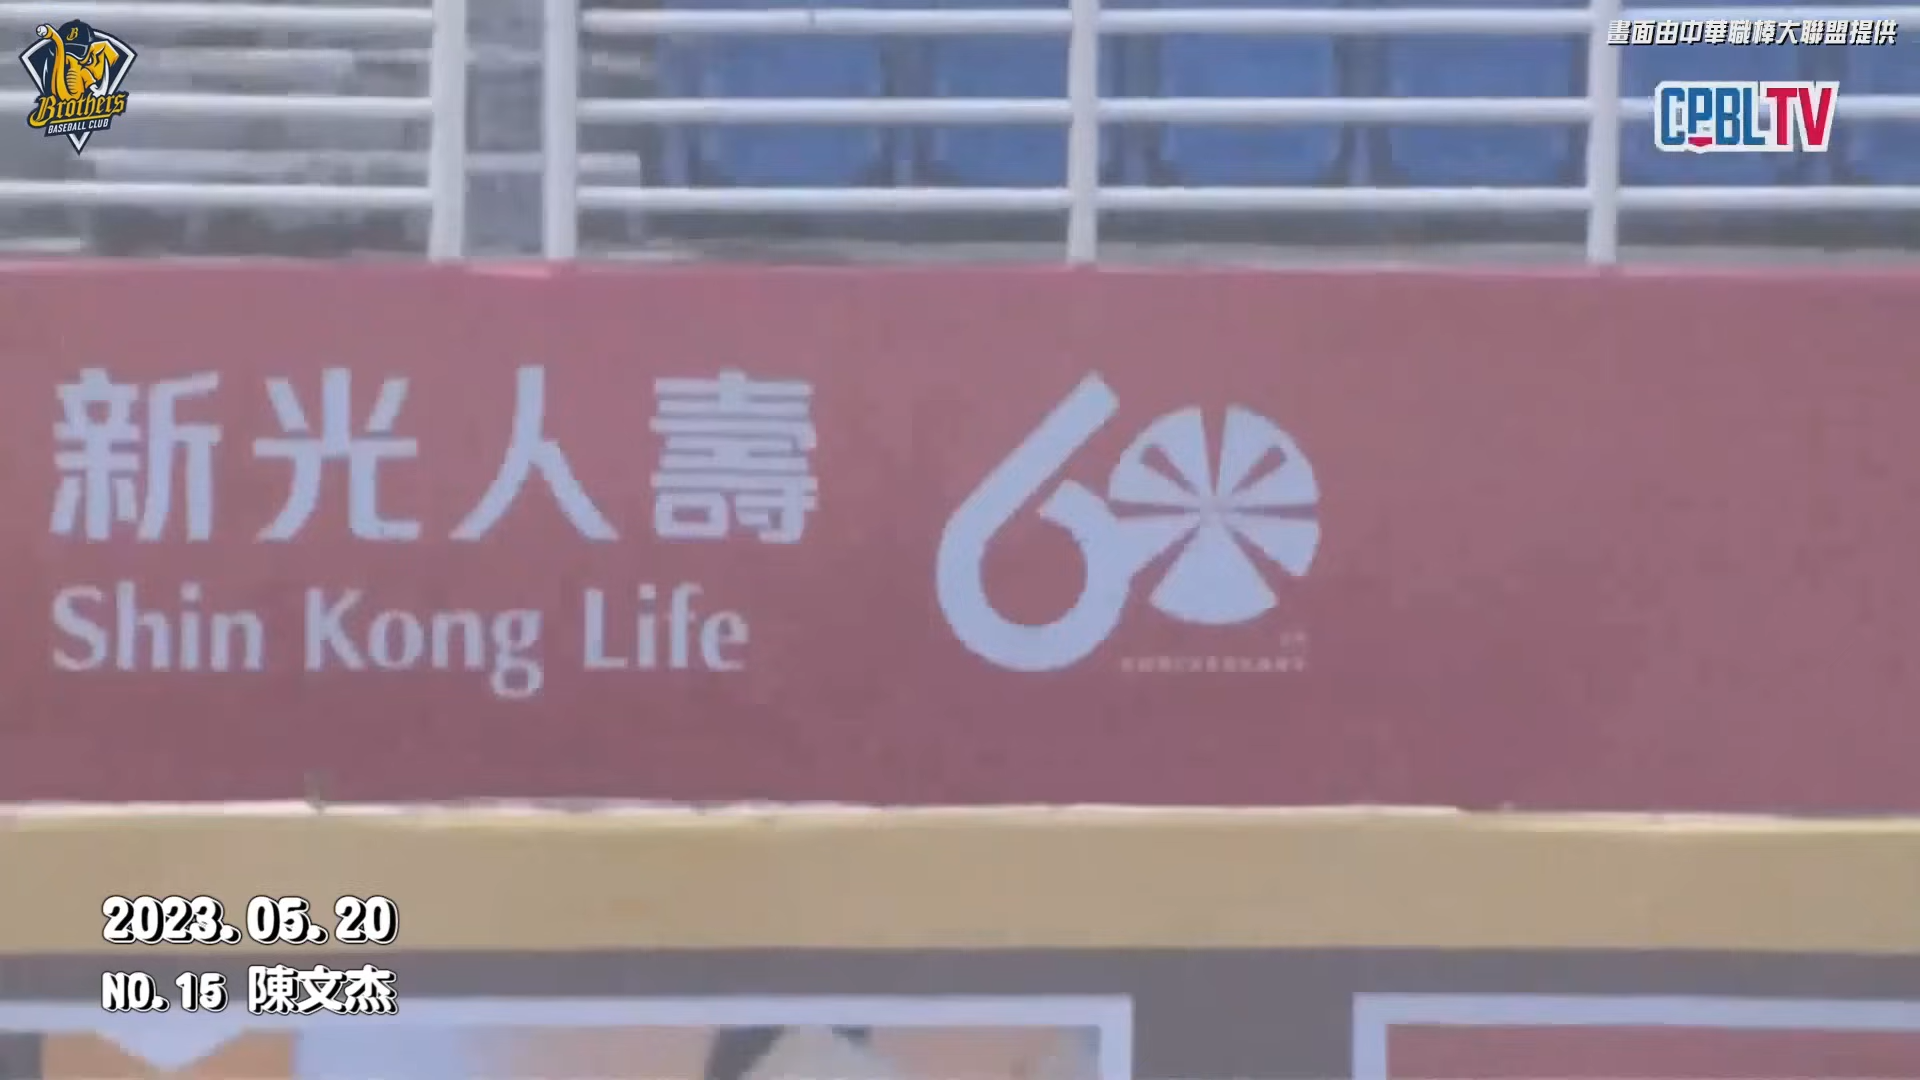 Brothers
BASEBALL CLUB
畫面由中華職棒大聯盟提供
CPBLTV
新光人壽
Shin Kong Life
60
2023.05.20
NO.15 陳文杰